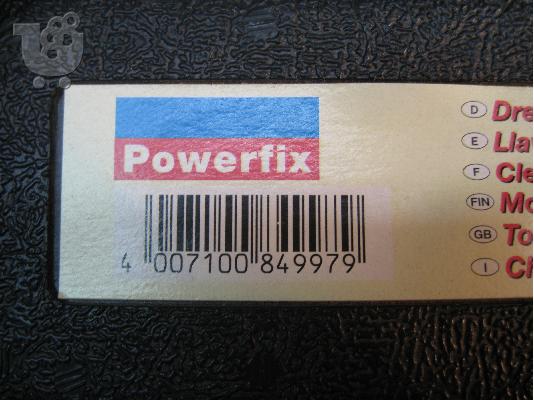 Powerfix
4 007100 849979
D Dre
E Lla
F Cle
FIN Mo
GB To
I Ch